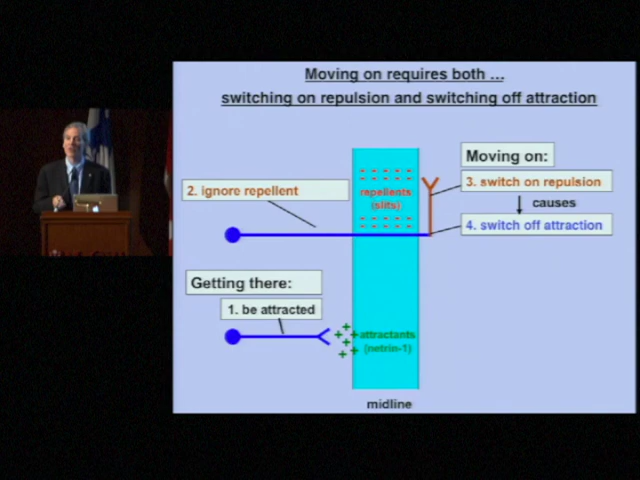 Moving on requires both ...
switching on repulsion and switching off attraction
Moving on:
2. ignore repellent
repellents
(slits)
3. switch on repulsion
causes
4. switch off attraction
Getting there:
1. be attracted
attractants
(netrin-1)
midline